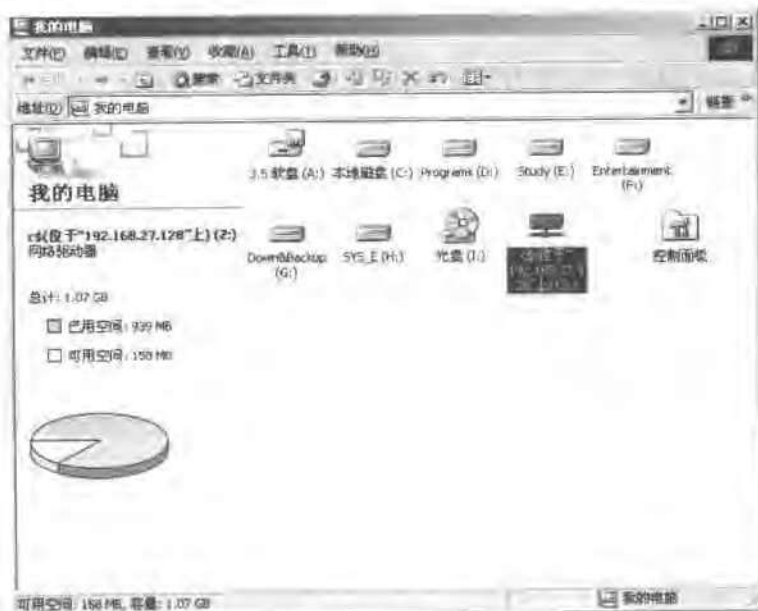 我的电脑
文件(F) 编辑(E) 查看(V) 收藏(A) 工具(T) 帮助(H)
搜索 文件夹
地址(D) 我的电脑
我的电脑
3.5 软盘 (A:) 本地磁盘 (C:) Programs (D:) Study (E:) Entertainment (F:)
c$(位于"192.168.27.128"上) (Z:)
网络驱动器
Down&Backup (G:) SYS_E (H:) 光盘 (I:) 控制面板
总计: 1.07 GB
已用空间: 939 MB
可用空间: 158 MB
可用空间: 158 MB, 容量: 1.07 GB 我的电脑